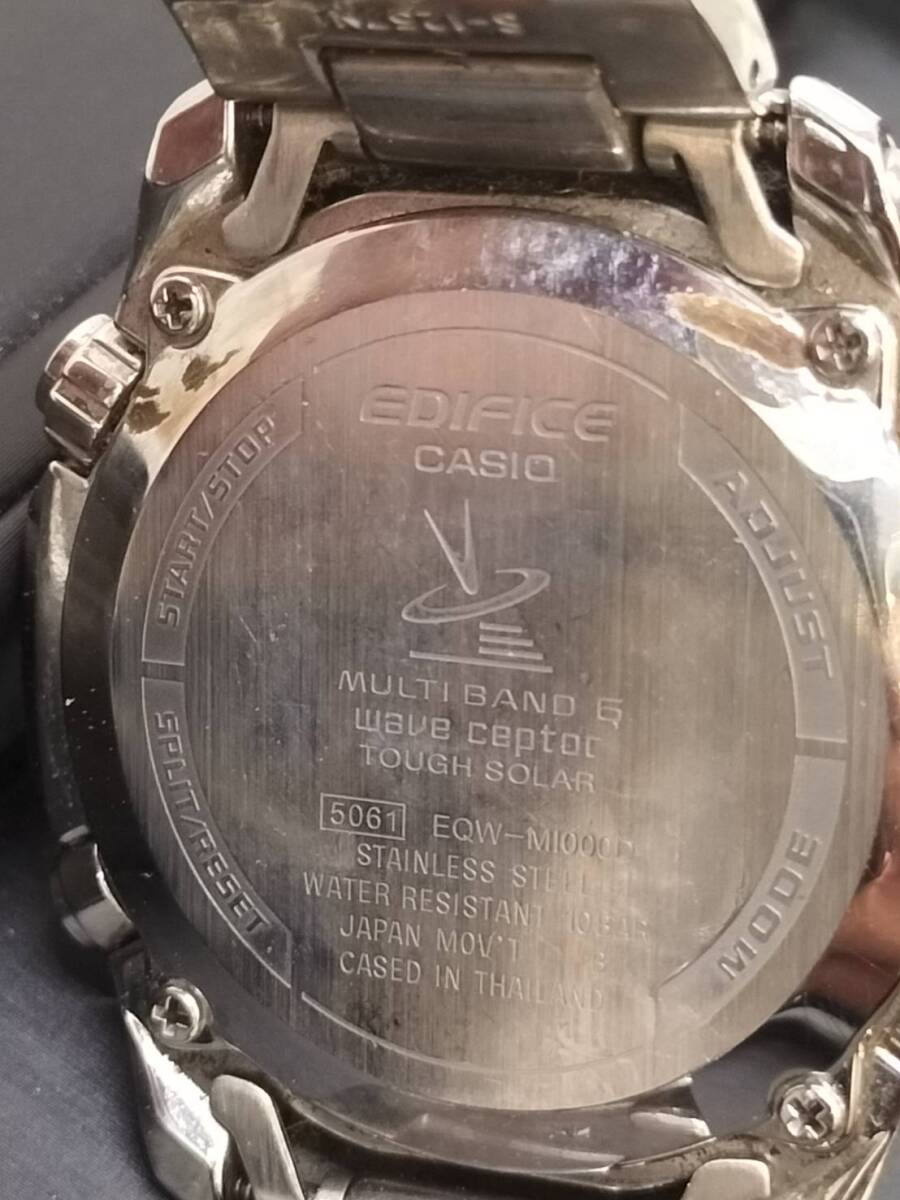 EDIFICE
CASIO
START/STOP
ADJUST
MULTI BAND 6
wave ceptor
TOUGH SOLAR
5061 EQW-M1000D
STAINLESS STEEL
WATER RESISTANT 10BAR
JAPAN MOV'T B
CASED IN THAILAND
SPLIT/RESET
MODE